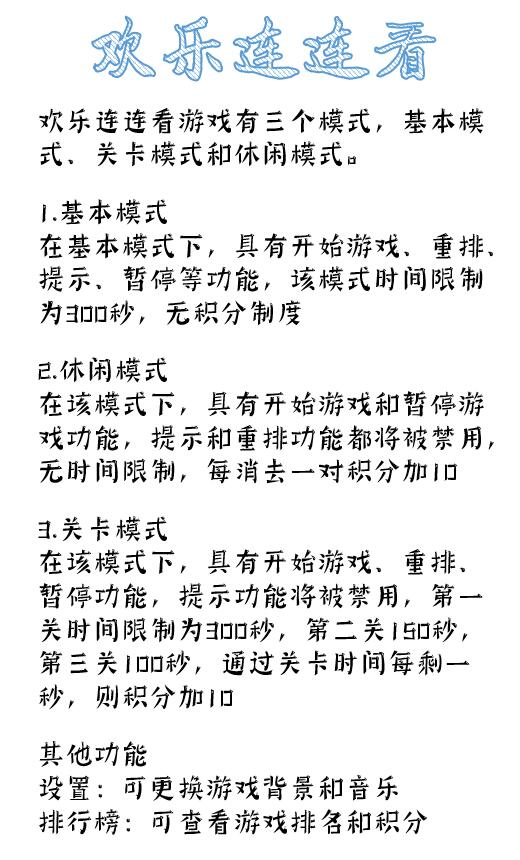 欢乐连连看
欢乐连连看游戏有三个模式，基本模
式、关卡模式和休闲模式。
1.基本模式
在基本模式下，具有开始游戏、重排、
提示、暂停等功能，该模式时间限制
为300秒，无积分制度
2.休闲模式
在该模式下，具有开始游戏和暂停游
戏功能，提示和重排功能都将被禁用，
无时间限制，每消去一对积分加10
3.关卡模式
在该模式下，具有开始游戏、重排、
暂停功能，提示功能将被禁用，第一
关时间限制为300秒，第二关150秒，
第三关100秒，通过关卡时间每剩一
秒，则积分加10
其他功能
设置：可更换游戏背景和音乐
排行榜：可查看游戏排名和积分